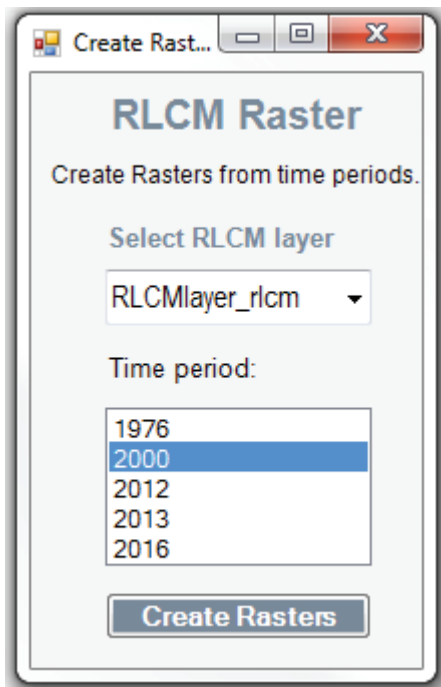 Create Rast...
RLCM Raster
Create Rasters from time periods.
Select RLCM layer
RLCMlayer_rlcm
Time period:
1976
2000
2012
2013
2016
Create Rasters